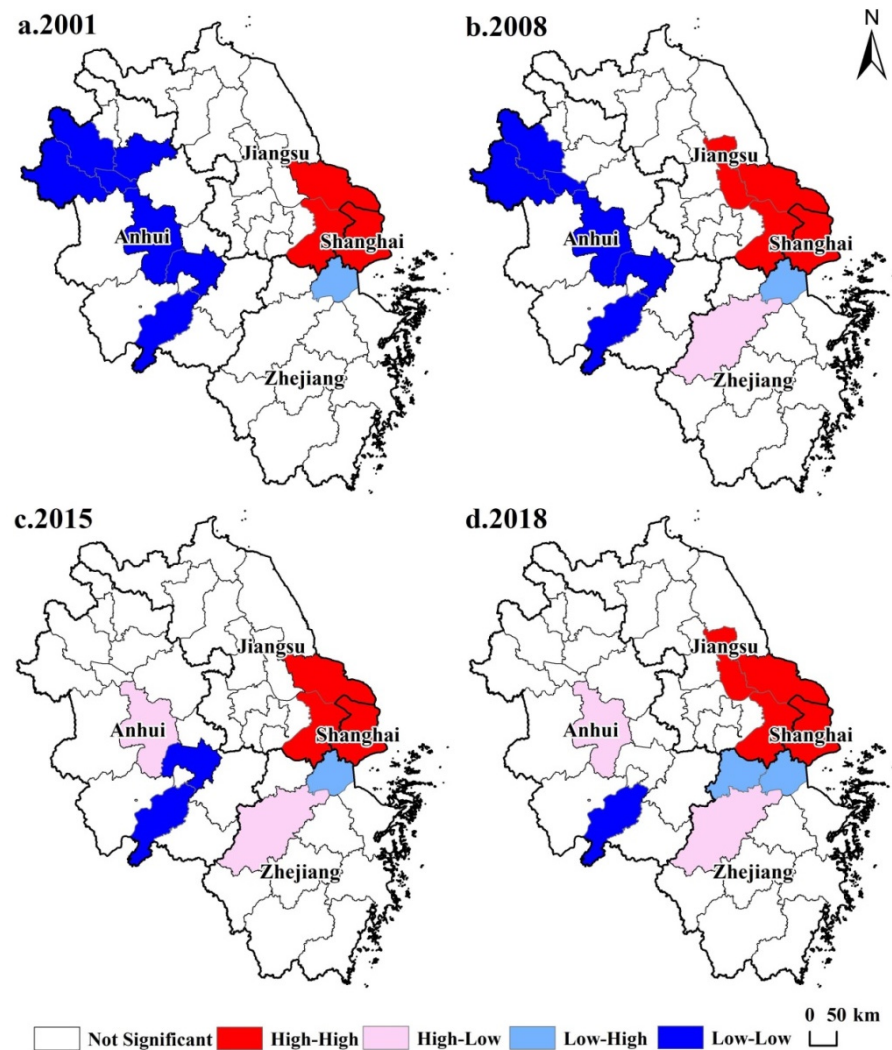 a.2001
b.2008
N
Jiangsu
Anhui
Shanghai
Zhejiang
Jiangsu
Anhui
Shanghai
Zhejiang
c.2015
d.2018
Jiangsu
Anhui
Shanghai
Zhejiang
Jiangsu
Anhui
Shanghai
Zhejiang
0 50 km
Not Significant High-High High-Low Low-High Low-Low